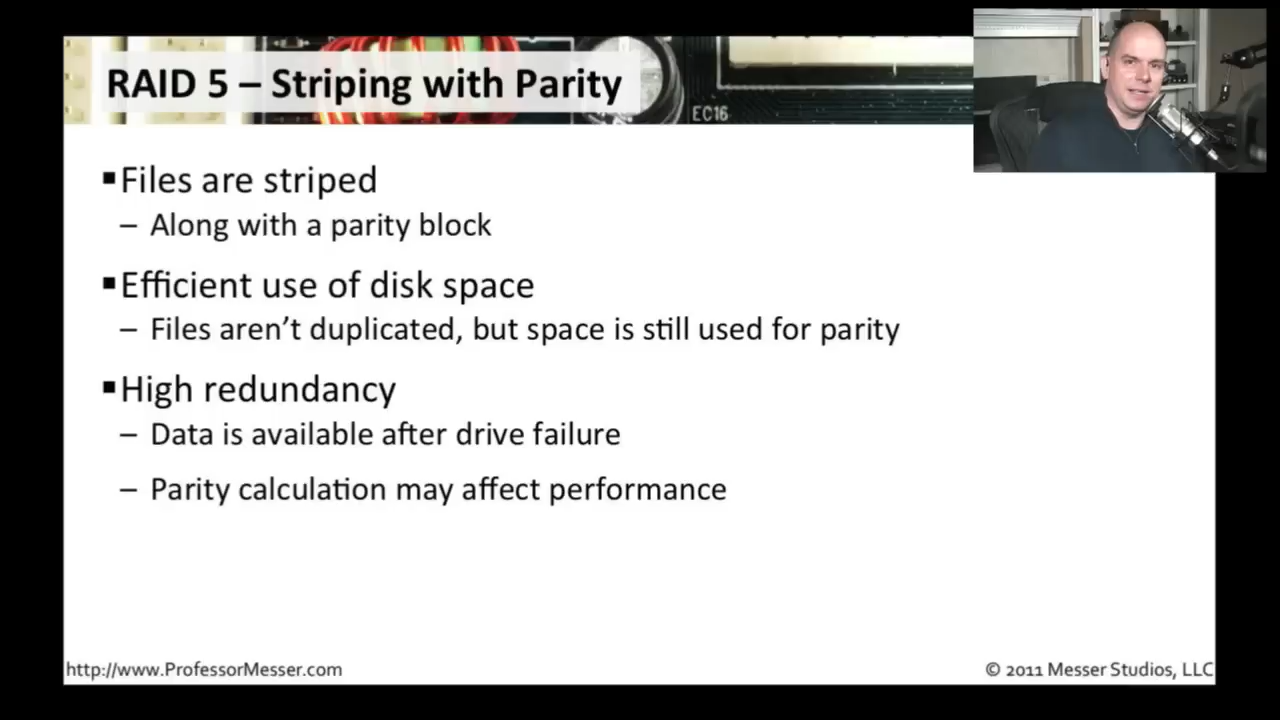 RAID 5 – Striping with Parity
EC16
▪Files are striped
– Along with a parity block
▪Efficient use of disk space
– Files aren't duplicated, but space is still used for parity
▪High redundancy
– Data is available after drive failure
– Parity calculation may affect performance
http://www.ProfessorMesser.com
© 2011 Messer Studios, LLC